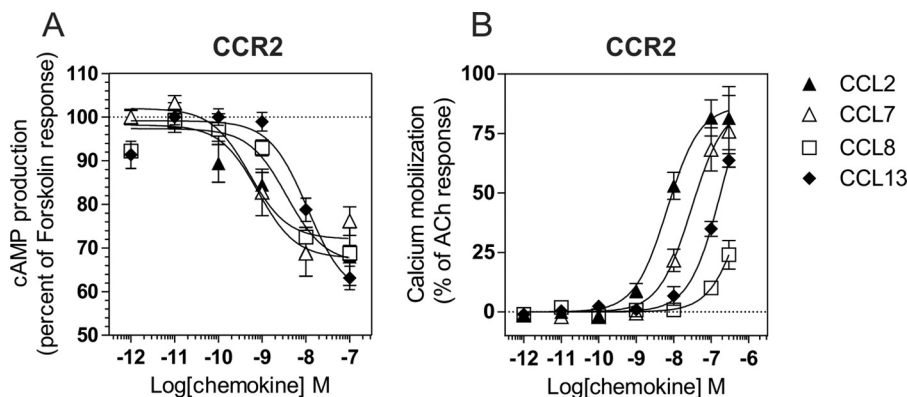 A
CCR2
cAMP production
(percent of Forskolin response)
110
100
90
80
70
60
50
-12 -11 -10 -9 -8 -7
Log[chemokine] M
B
CCR2
Calcium mobilization
(% of ACh response)
100
75
50
25
0
-12 -11 -10 -9 -8 -7 -6
Log[chemokine] M
CCL2
CCL7
CCL8
CCL13